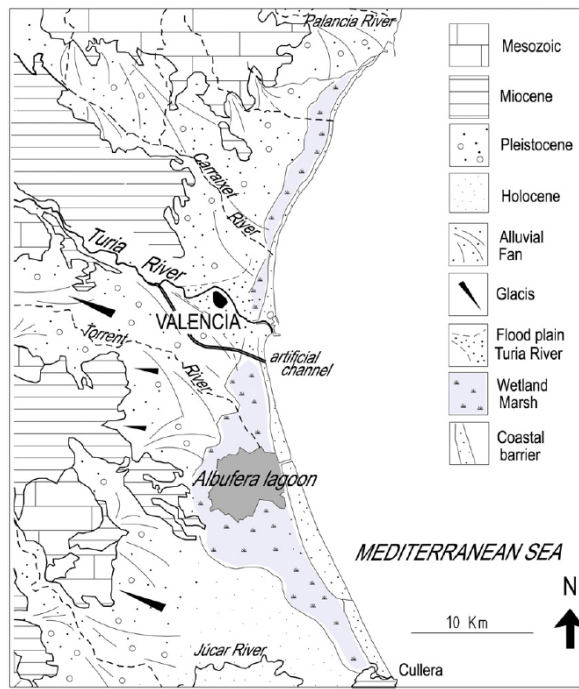 Palancia River
Carraixet
River
Turia River
VALENCIA
Torrent
River
artificial
channel
Albufera lagoon
MEDITERRANEAN SEA
Júcar River
Cullera
10 Km
N
Mesozoic
Miocene
Pleistocene
Holocene
Alluvial
Fan
Glacis
Flood plain
Turia River
Wetland
Marsh
Coastal
barrier